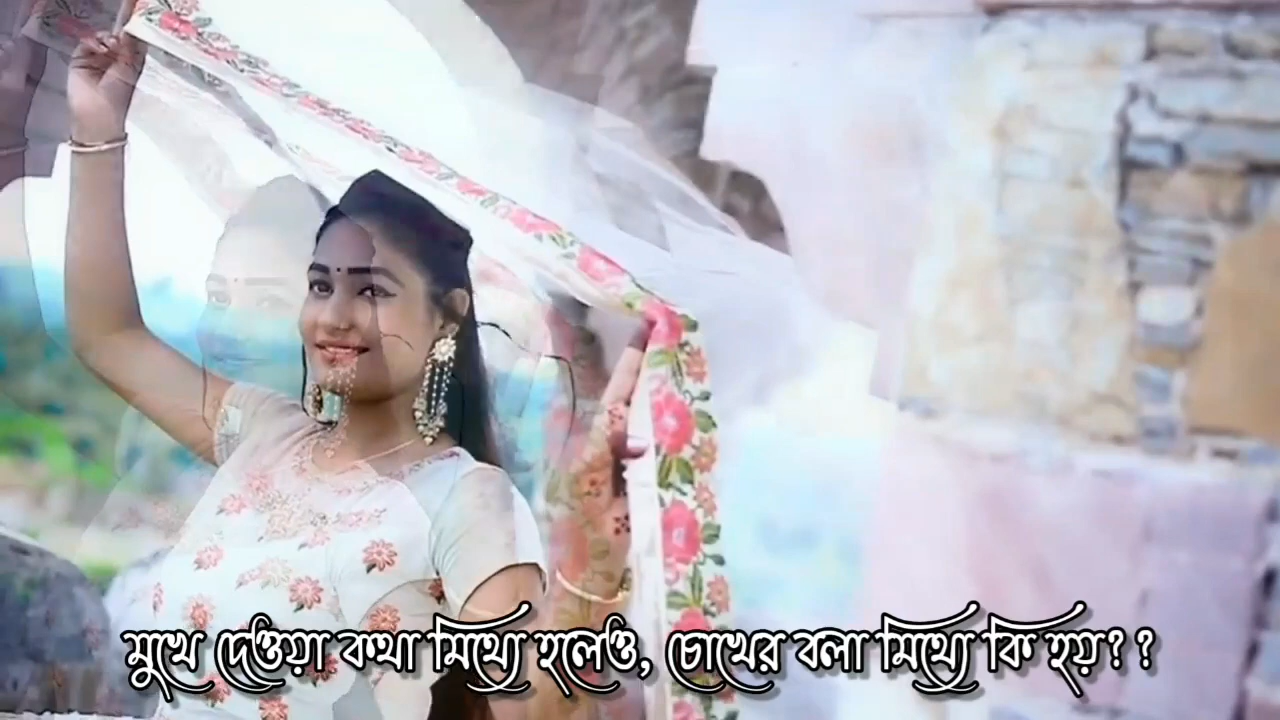 মুখে দেওয়া কথা মিথ্যে হলেও, চোখের বলা মিথ্যে কি হয়??